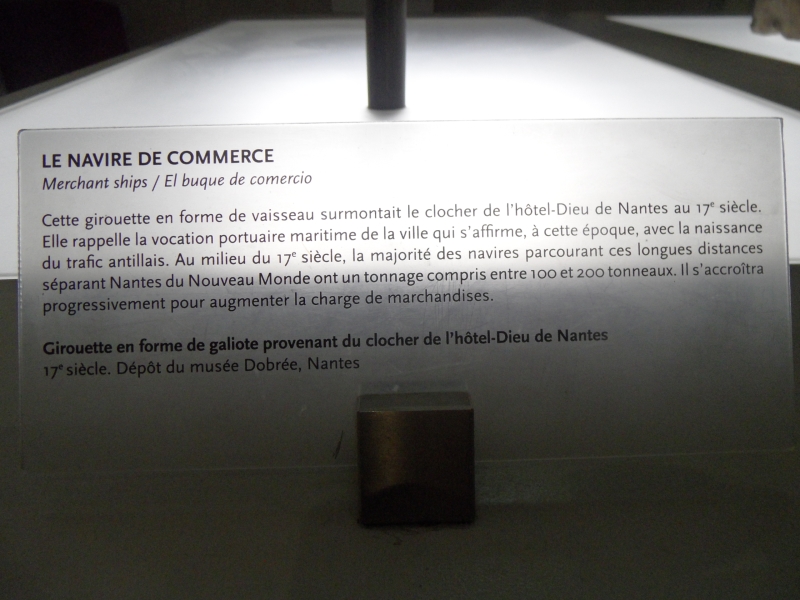 LE NAVIRE DE COMMERCE
Merchant ships / El buque de comercio
Cette girouette en forme de vaisseau surmontait le clocher de l'hôtel-Dieu de Nantes au 17e siècle.
Elle rappelle la vocation portuaire maritime de la ville qui s'affirme, à cette époque, avec la naissance
du trafic antillais. Au milieu du 17e siècle, la majorité des navires parcourant ces longues distances
séparant Nantes du Nouveau Monde ont un tonnage compris entre 100 et 200 tonneaux. Il s'accroîtra
progressivement pour augmenter la charge de marchandises.
Girouette en forme de galiote provenant du clocher de l'hôtel-Dieu de Nantes
17e siècle. Dépôt du musée Dobrée, Nantes